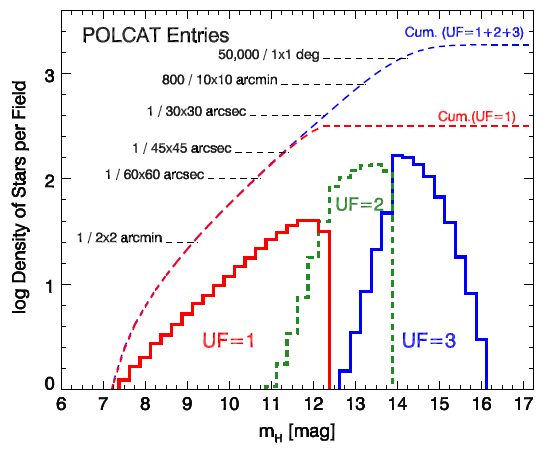 POLCAT Entries
Cum. (UF=1+2+3)
50,000 / 1x1 deg
800 / 10x10 arcmin
1 / 30x30 arcsec
Cum.(UF=1)
1 / 45x45 arcsec
1 / 60x60 arcsec
1 / 2x2 arcmin
UF=2
UF=1
UF=3
log Density of Stars per Field
3
2
1
0
6 7 8 9 10 11 12 13 14 15 16 17
m_H [mag]